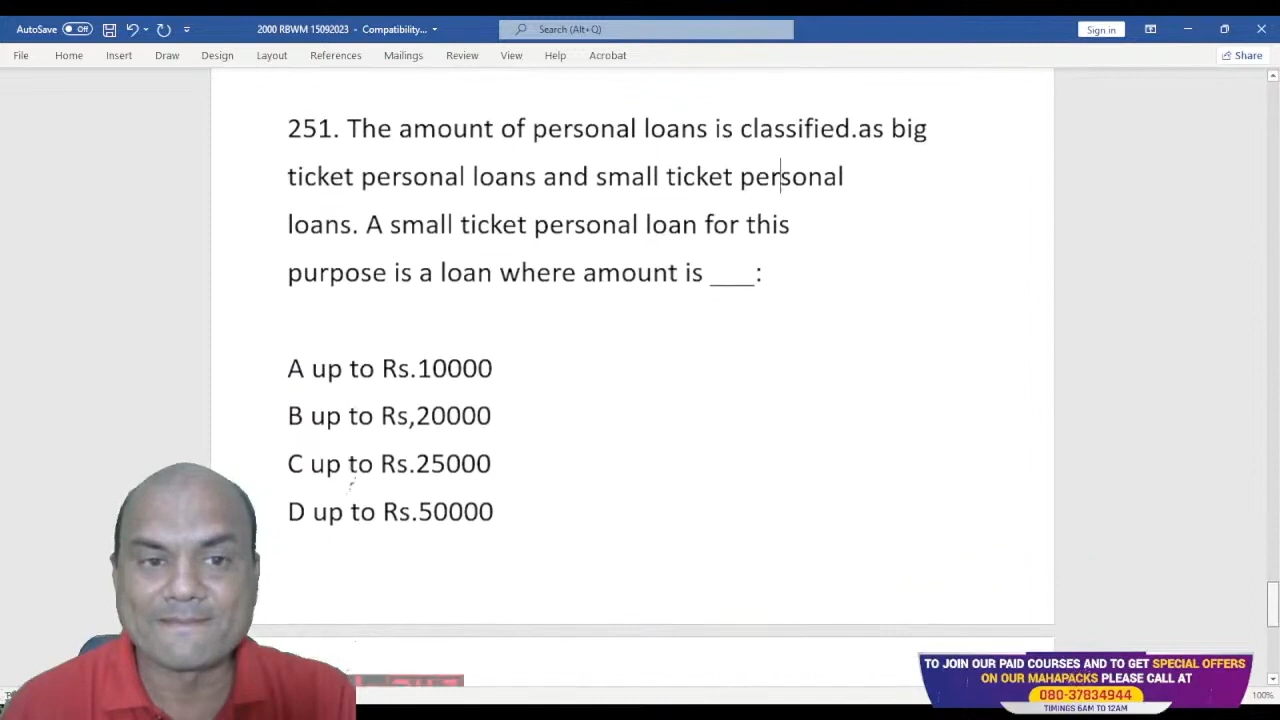 AutoSave Off 2000 RBWM 15092023 - Compatibility... Search (Alt+Q) Sign in
File Home Insert Draw Design Layout References Mailings Review View Help Acrobat Share
251. The amount of personal loans is classified.as big
ticket personal loans and small ticket personal
loans. A small ticket personal loan for this
purpose is a loan where amount is ___:
A up to Rs.10000
B up to Rs,20000
C up to Rs.25000
D up to Rs.50000
TO JOIN OUR PAID COURSES AND TO GET SPECIAL OFFERS
ON OUR MAHAPACKS PLEASE CALL AT
080-37834944
TIMINGS 6AM TO 12AM
100%